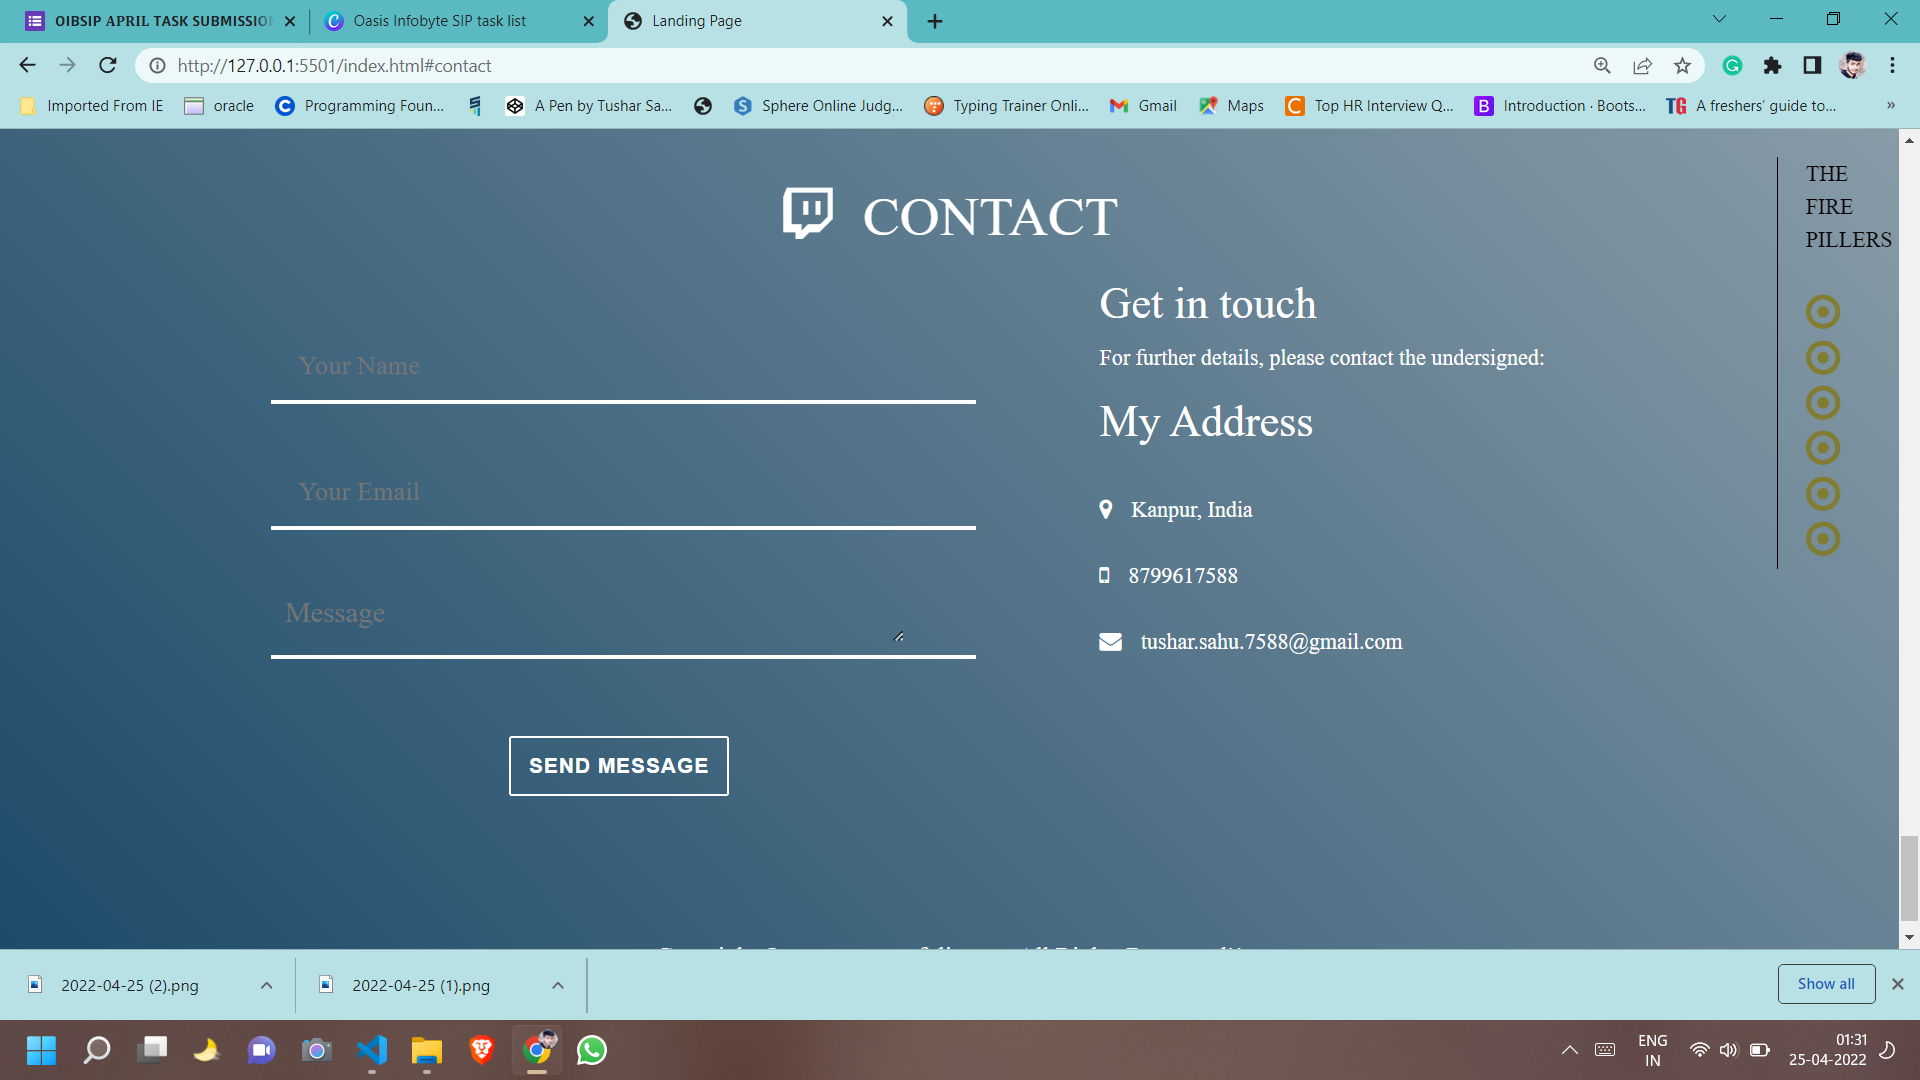 OIBSIP APRIL TASK SUBMISSION
Oasis Infobyte SIP task list
Landing Page
http://127.0.0.1:5501/index.html#contact
Imported From IE
oracle
Programming Foun...
A Pen by Tushar Sa...
Sphere Online Judg...
Typing Trainer Onli...
Gmail
Maps
Top HR Interview Q...
Introduction · Boots...
A freshers' guide to...
THE
FIRE
PILLERS
CONTACT
Get in touch
For further details, please contact the undersigned:
My Address
Kanpur, India
8799617588
tushar.sahu.7588@gmail.com
Your Name
Your Email
Message
SEND MESSAGE
2022-04-25 (2).png
2022-04-25 (1).png
Show all
ENG
IN
01:31
25-04-2022